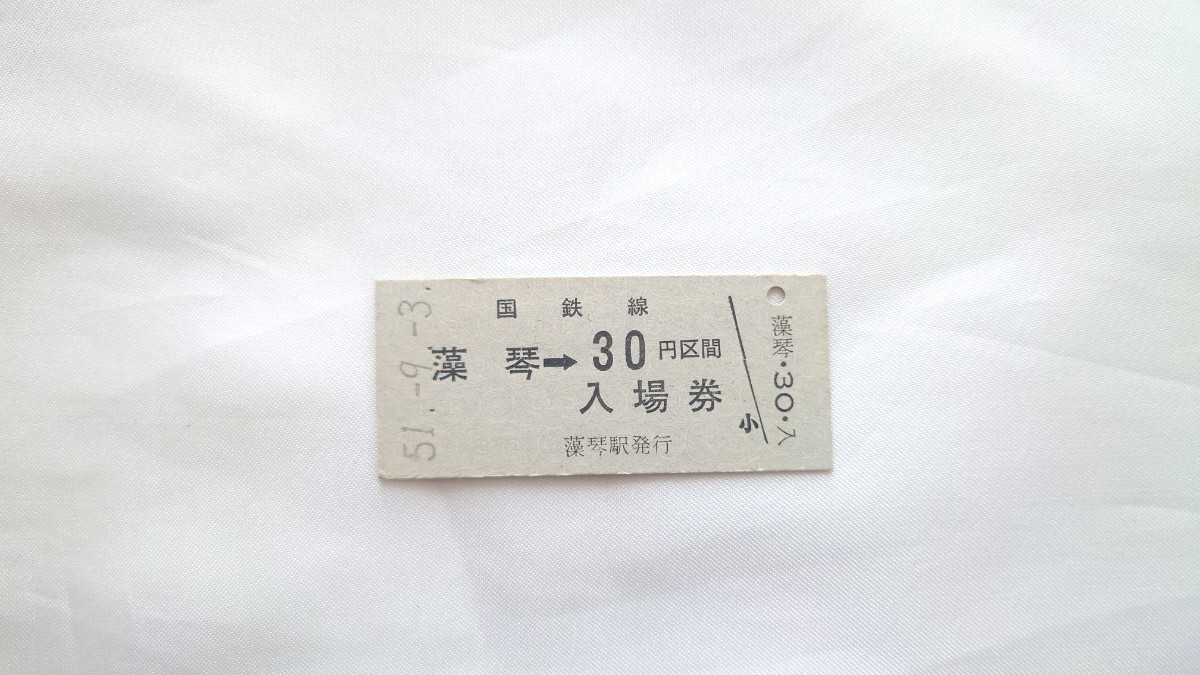 51.-9.-3.
国鉄線
藻琴➡30円区間
入場券
藻琴駅発行
小
藻琴・30・入